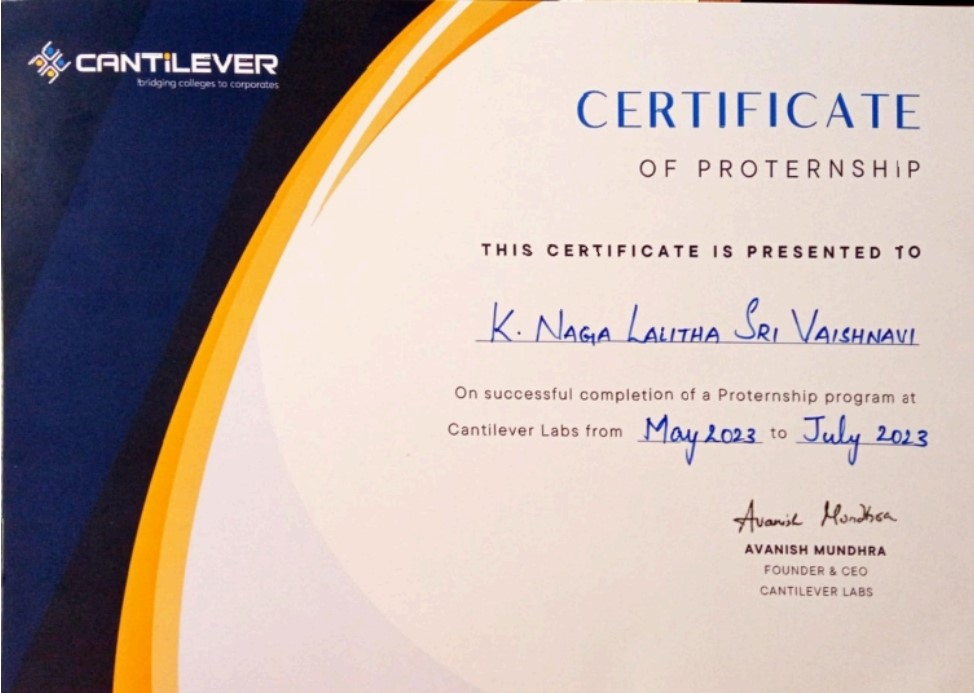 CANTILEVER
bridging colleges to corporates
CERTIFICATE
OF PROTERNSHIP
THIS CERTIFICATE IS PRESENTED TO
K. NAGA LALITHA SRI VAISHNAVI
On successful completion of a Proternship program at
Cantilever Labs from May 2023 to July 2023
Avanish Mundhra
AVANISH MUNDHRA
FOUNDER & CEO
CANTILEVER LABS